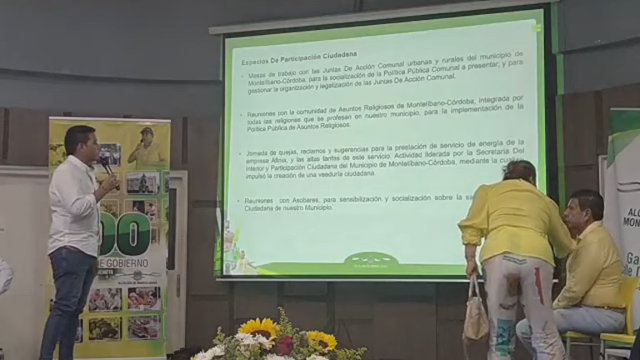 Espacios De Participación Ciudadana
• Mesas de trabajo con las Juntas De Acción Comunal urbanas y rurales del municipio de
Montelíbano-Córdoba, para la socialización de la Política Pública Comunal a presentar, y para
gestionar la organización y legalización de las Juntas De Acción Comunal.
• Reuniones con la comunidad de Asuntos Religiosos de Montelíbano-Córdoba, integrada por
todas las religiones que se profesan en nuestro municipio, para la implementación de la
Política Pública de Asuntos Religiosos.
• Jornada de quejas, reclamos y sugerencias para la prestación de servicio de energía de la
empresa Afinia, y las altas tarifas de este servicio. Actividad liderada por la Secretaría Del
Interior y Participación Ciudadana del Municipio de Montelíbano-Córdoba, mediante la cual
impulsó la creación de una veeduría ciudadana.
• Reuniones con Asobares, para sensibilización y socialización sobre la
Ciudadana de nuestro Municipio.
00
DE GOBIERNO